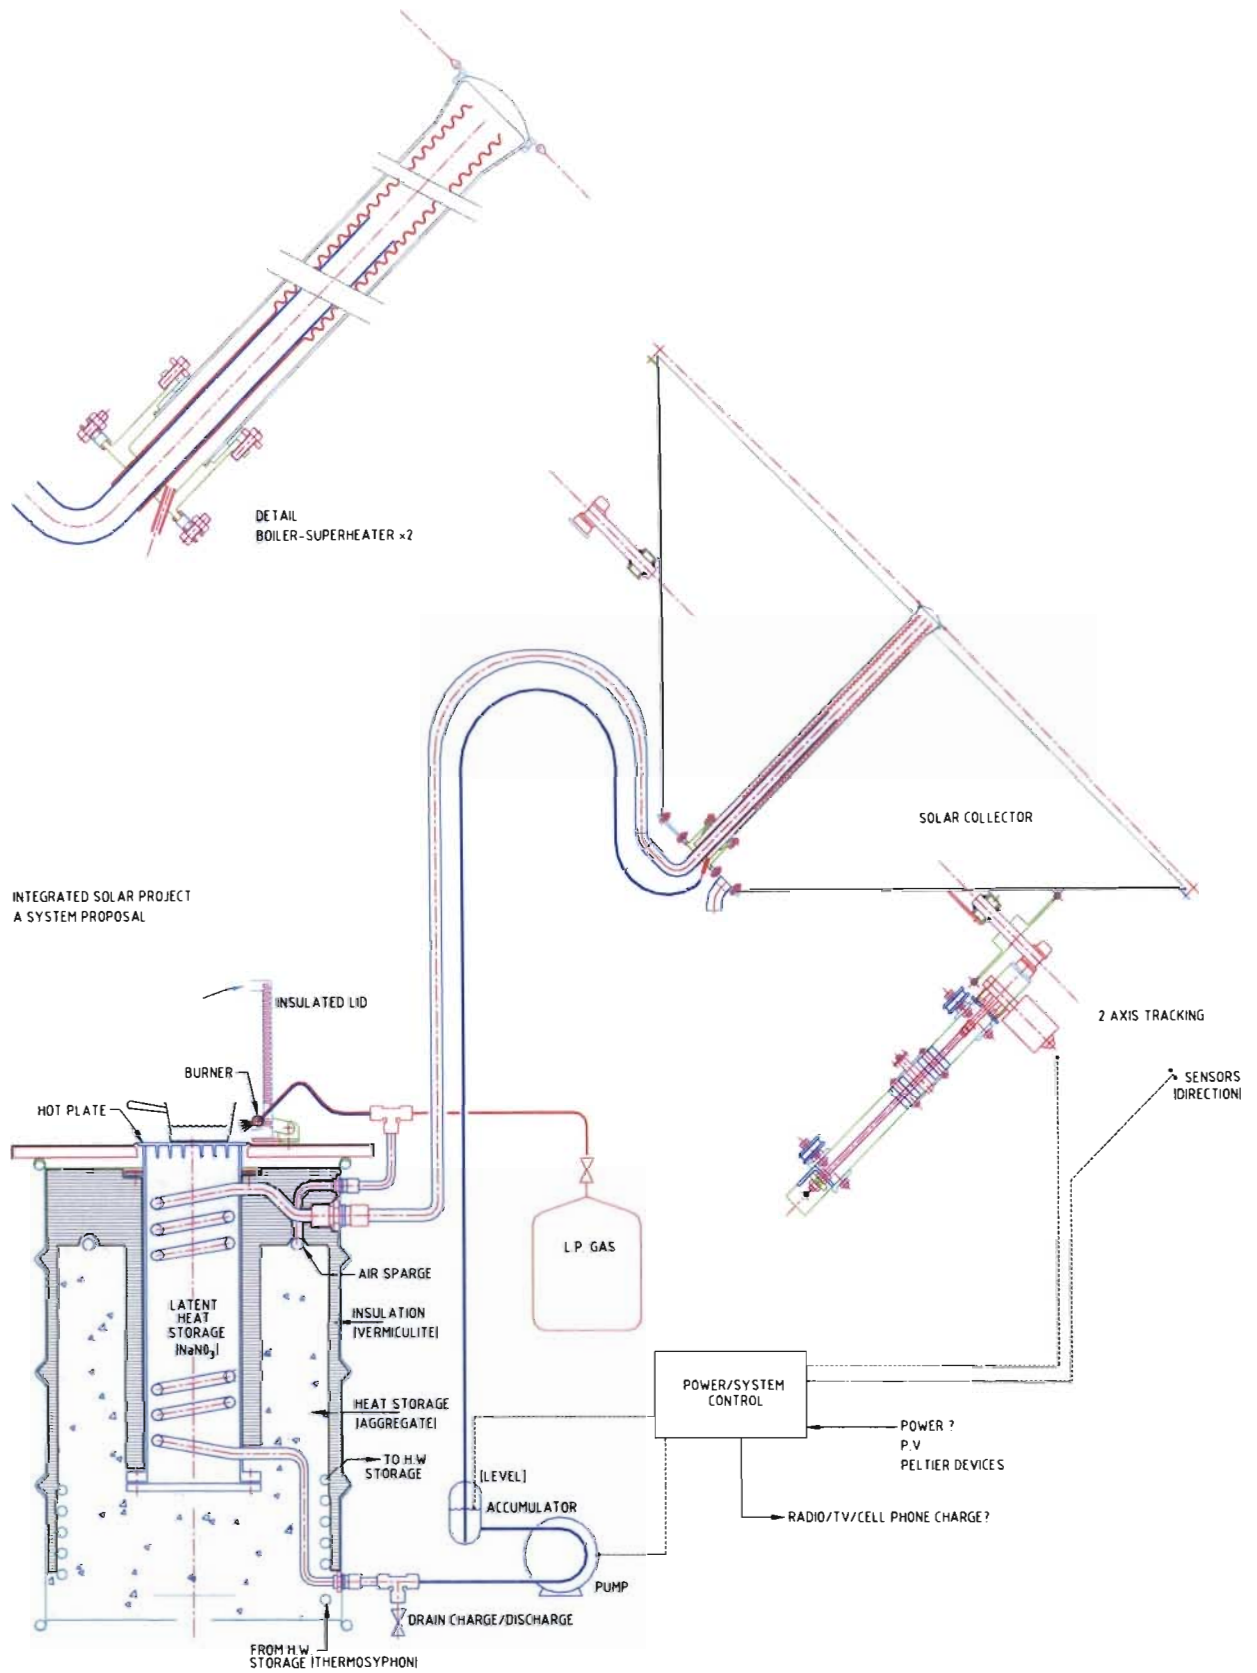 DETAIL
BOILER-SUPERHEATER ×2
SOLAR COLLECTOR
INTEGRATED SOLAR PROJECT
A SYSTEM PROPOSAL
INSULATED LID
2 AXIS TRACKING
BURNER
SENSORS
(DIRECTION)
HOT PLATE
L.P. GAS
AIR SPARGE
LATENT
HEAT
STORAGE
(NaNO3)
INSULATION
(VERMICULITE)
POWER/SYSTEM
CONTROL
HEAT STORAGE
(AGGREGATE)
POWER ?
P.V
PELTIER DEVICES
TO H.W
STORAGE
[LEVEL]
ACCUMULATOR
RADIO/TV/CELL PHONE CHARGE?
PUMP
DRAIN CHARGE/DISCHARGE
FROM H.W.
STORAGE (THERMOSYPHON)